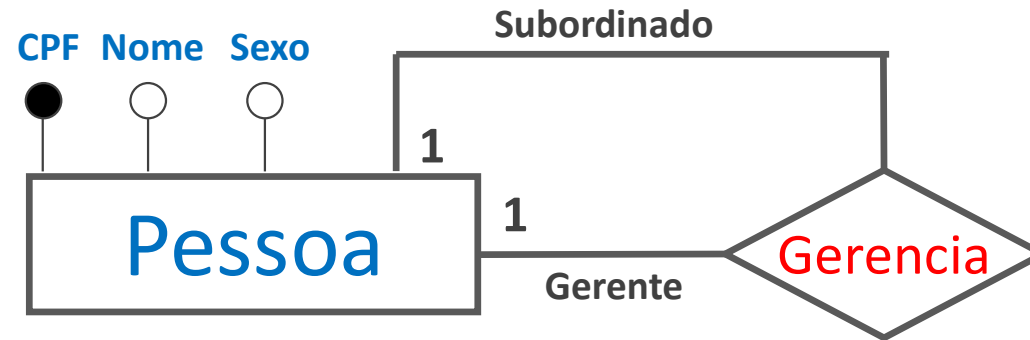 Subordinado
CPF Nome Sexo
1
1
Pessoa
Gerencia
Gerente